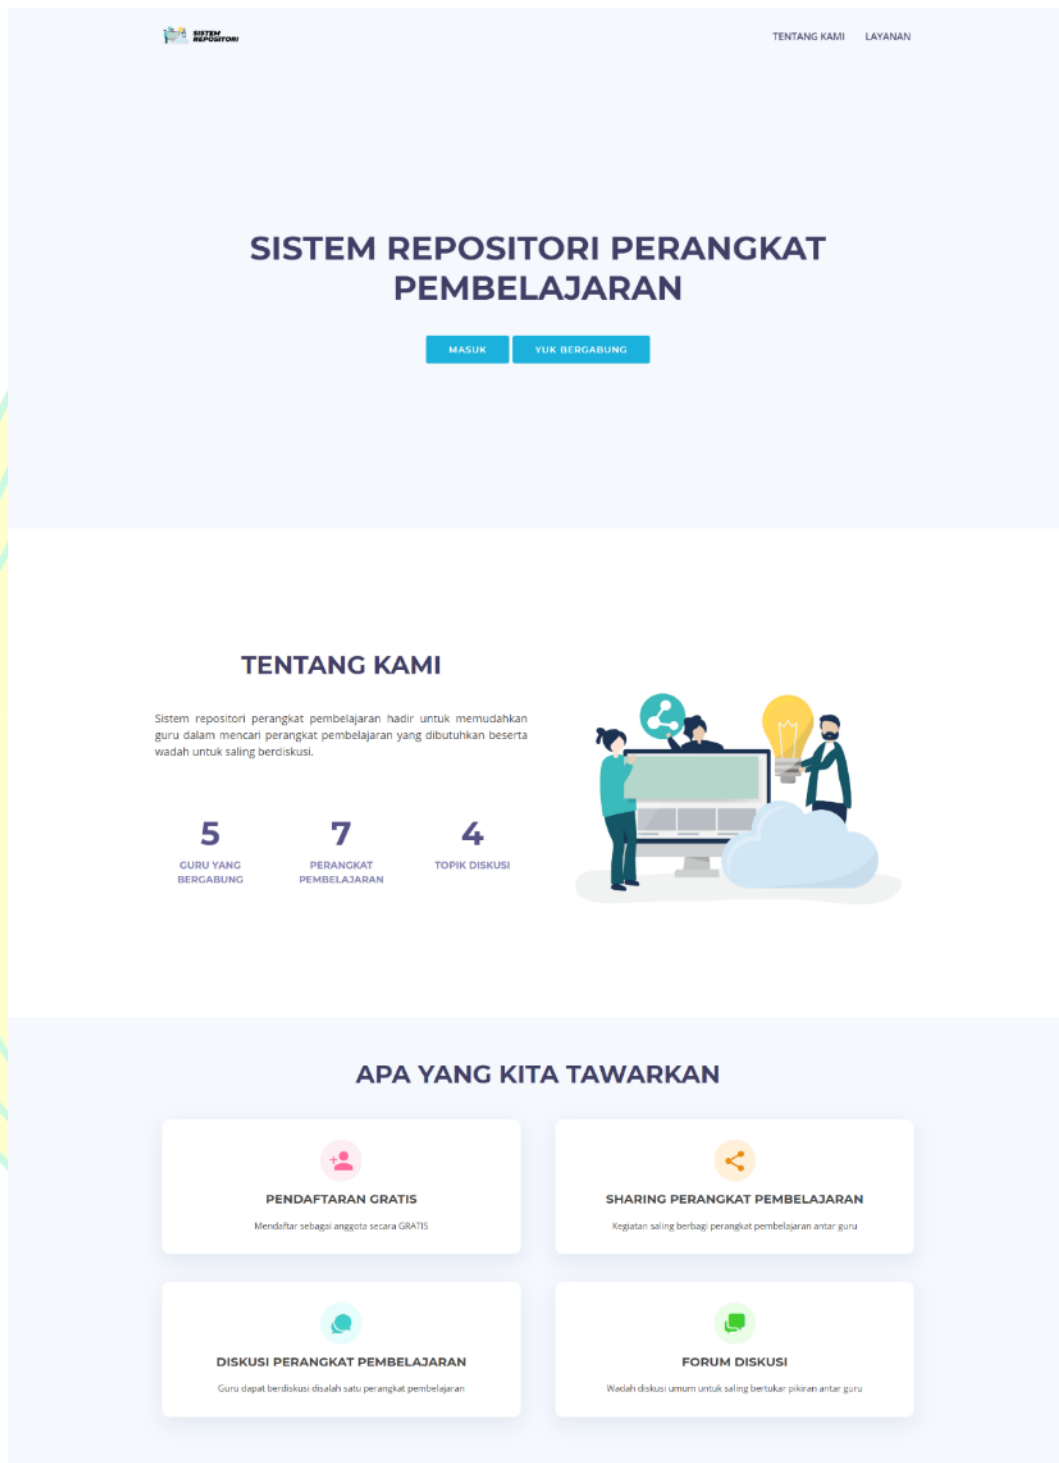 SISTEM
REPOSITORI
TENTANG KAMI LAYANAN
SISTEM REPOSITORI PERANGKAT
PEMBELAJARAN
MASUK YUK BERGABUNG
TENTANG KAMI
Sistem repositori perangkat pembelajaran hadir untuk memudahkan
guru dalam mencari perangkat pembelajaran yang dibutuhkan beserta
wadah untuk saling berdiskusi.
5
GURU YANG
BERGABUNG
7
PERANGKAT
PEMBELAJARAN
4
TOPIK DISKUSI
APA YANG KITA TAWARKAN
PENDAFTARAN GRATIS
Mendaftar sebagai anggota secara GRATIS
SHARING PERANGKAT PEMBELAJARAN
Kegiatan saling berbagi perangkat pembelajaran antar guru
DISKUSI PERANGKAT PEMBELAJARAN
Guru dapat berdiskusi disalah satu perangkat pembelajaran
FORUM DISKUSI
Wadah diskusi umum untuk saling bertukar pikiran antar guru